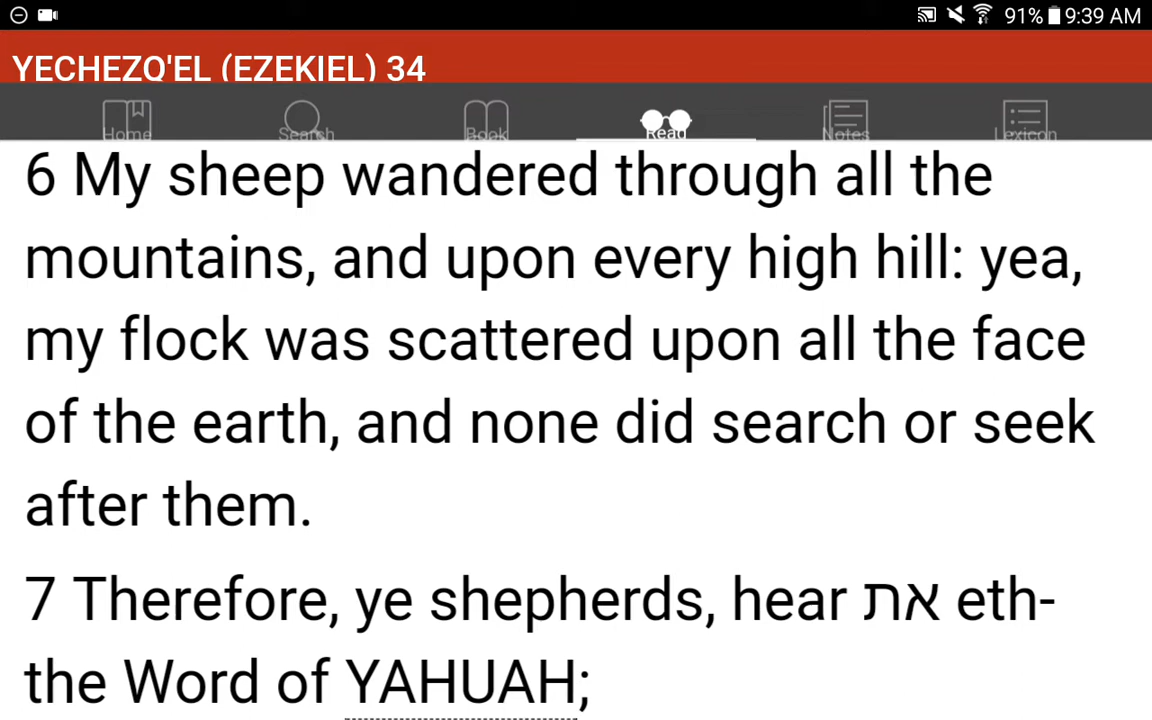 91% 9:39 AM
YECHEZQ'EL (EZEKIEL) 34
Home Search Book Read Notes Lexicon
6 My sheep wandered through all the
mountains, and upon every high hill: yea,
my flock was scattered upon all the face
of the earth, and none did search or seek
after them.
7 Therefore, ye shepherds, hear את eth-
the Word of YAHUAH;